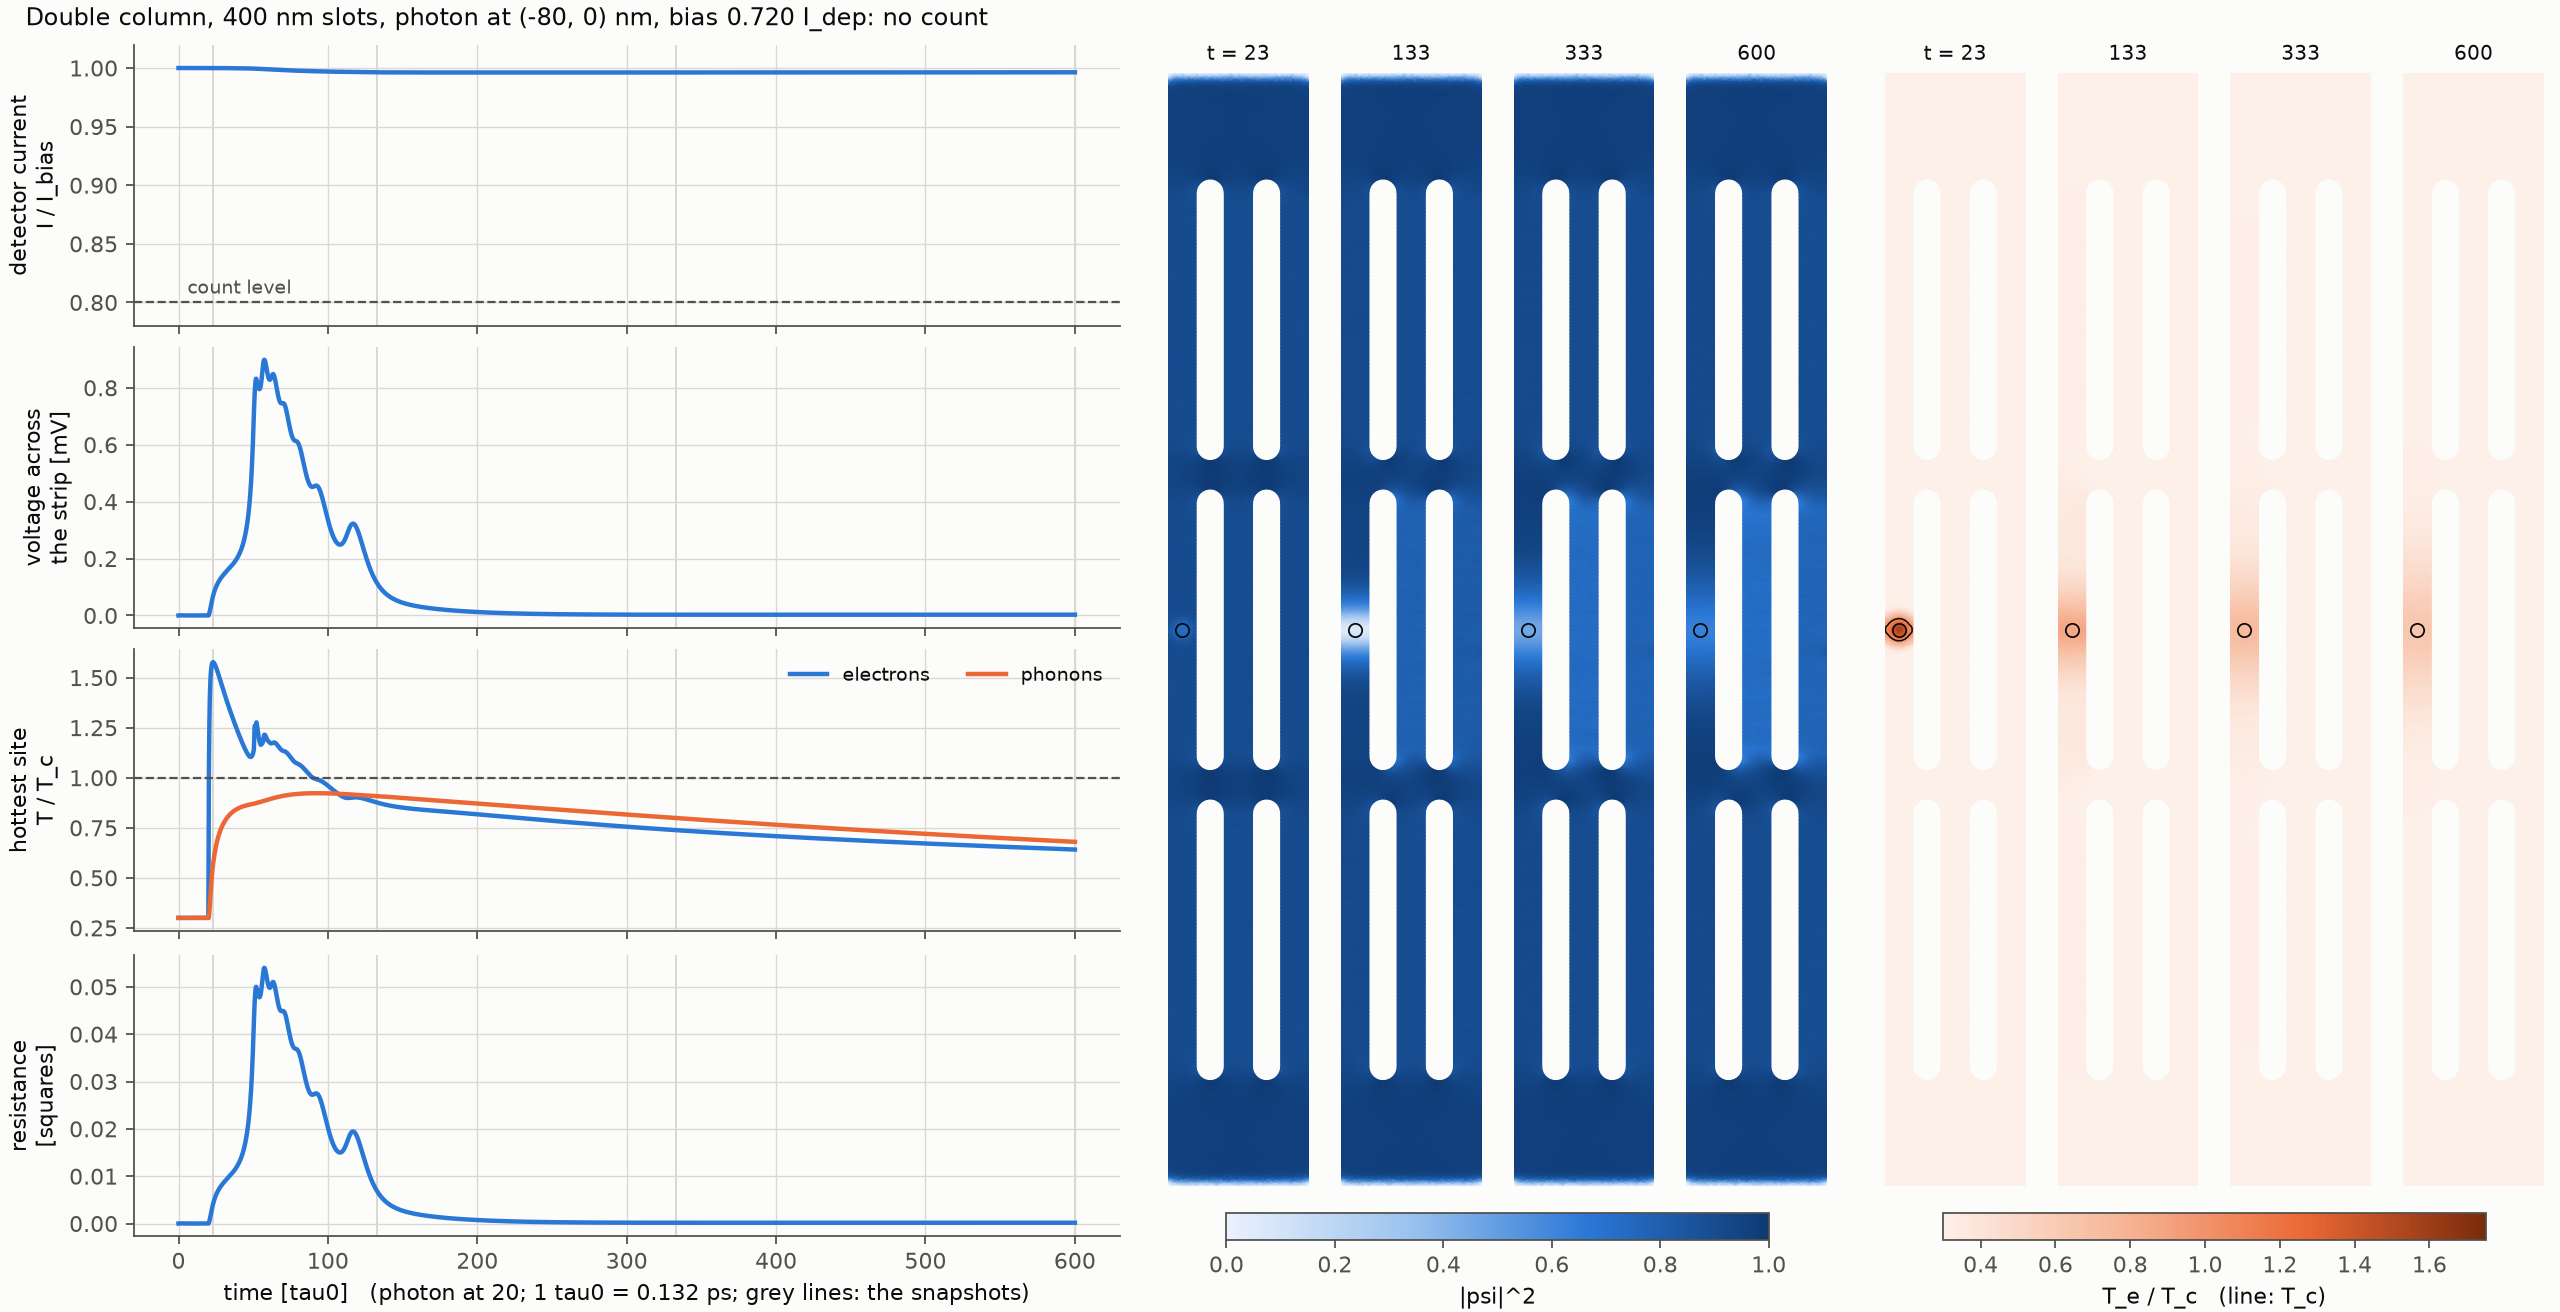 Double column, 400 nm slots, photon at (-80, 0) nm, bias 0.720 I_dep: no count
detector current
I / I_bias
1.00
0.95
0.90
0.85
0.80
count level
voltage across
the strip [mV]
0.8
0.6
0.4
0.2
0.0
hottest site
T / T_c
1.50
1.25
1.00
0.75
0.50
0.25
electrons
phonons
resistance
[squares]
0.05
0.04
0.03
0.02
0.01
0.00
0 100 200 300 400 500 600
time [tau0]   (photon at 20; 1 tau0 = 0.132 ps; grey lines: the snapshots)
t = 23 133 333 600
0.0 0.2 0.4 0.6 0.8 1.0
|psi|^2
t = 23 133 333 600
0.4 0.6 0.8 1.0 1.2 1.4 1.6
T_e / T_c   (line: T_c)